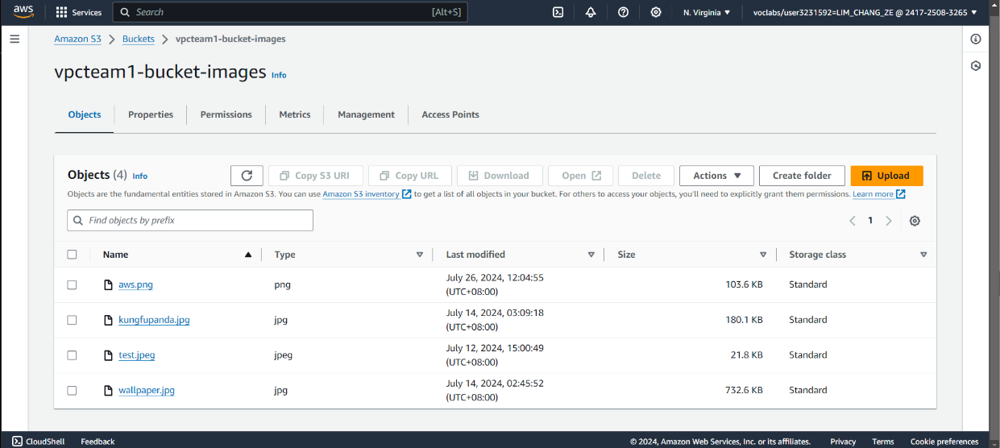 aws Services Search [Alt+S] N. Virginia voclabs/user3231592=LIM_CHANG_ZE @ 2417-2508-3265
Amazon S3 > Buckets > vpcteam1-bucket-images
vpcteam1-bucket-images Info
Objects Properties Permissions Metrics Management Access Points
Objects (4) Info Copy S3 URI Copy URL Download Open Delete Actions Create folder Upload
Objects are the fundamental entities stored in Amazon S3. You can use Amazon S3 inventory to get a list of all objects in your bucket. For others to access your objects, you'll need to explicitly grant them permissions. Learn more
Find objects by prefix
1
Name Type Last modified Size Storage class
aws.png png July 26, 2024, 12:04:55 (UTC+08:00) 103.6 KB Standard
kungfupanda.jpg jpg July 14, 2024, 03:09:18 (UTC+08:00) 180.1 KB Standard
test.jpeg jpeg July 12, 2024, 15:00:49 (UTC+08:00) 21.8 KB Standard
wallpaper.jpg jpg July 14, 2024, 02:45:52 (UTC+08:00) 732.6 KB Standard
CloudShell Feedback © 2024, Amazon Web Services, Inc. or its affiliates. Privacy Terms Cookie preferences